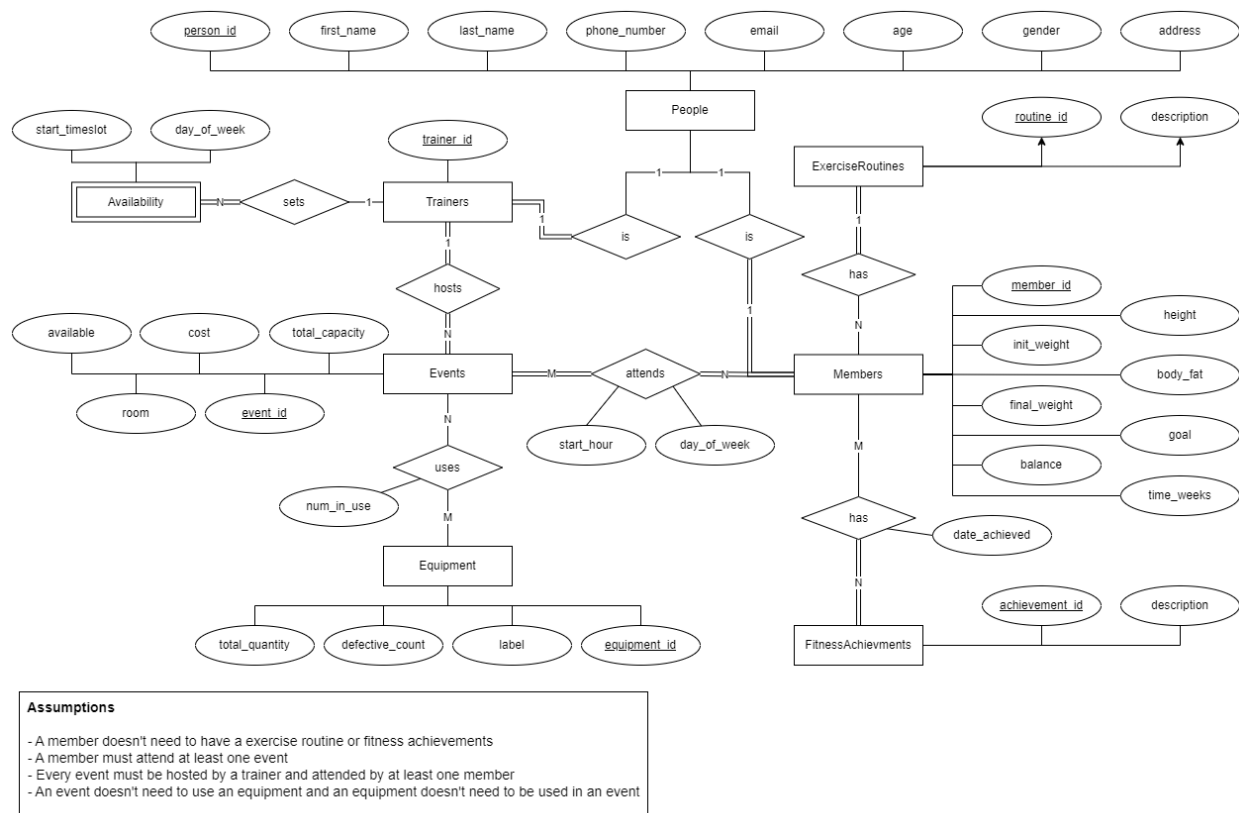 person_id
first_name
last_name
phone_number
email
age
gender
address
People
start_timeslot
day_of_week
trainer_id
routine_id
description
ExerciseRoutines
Availability
N
sets
1
Trainers
1
is
1
1
is
1
1
hosts
N
1
has
N
member_id
height
init_weight
body_fat
final_weight
goal
balance
time_weeks
available
cost
total_capacity
room
event_id
Events
M
attends
N
Members
start_hour
day_of_week
N
uses
num_in_use
M
M
has
date_achieved
N
Equipment
total_quantity
defective_count
label
equipment_id
achievement_id
description
FitnessAchievments
Assumptions
- A member doesn't need to have a exercise routine or fitness achievements
- A member must attend at least one event
- Every event must be hosted by a trainer and attended by at least one member
- An event doesn't need to use an equipment and an equipment doesn't need to be used in an event